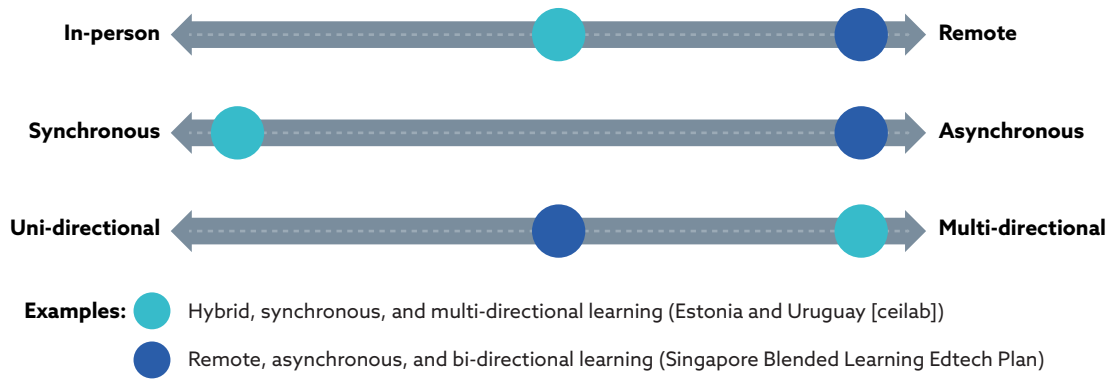 In-person Remote
Synchronous Asynchronous
Uni-directional Multi-directional
Examples: Hybrid, synchronous, and multi-directional learning (Estonia and Uruguay [ceilab])
Remote, asynchronous, and bi-directional learning (Singapore Blended Learning Edtech Plan)